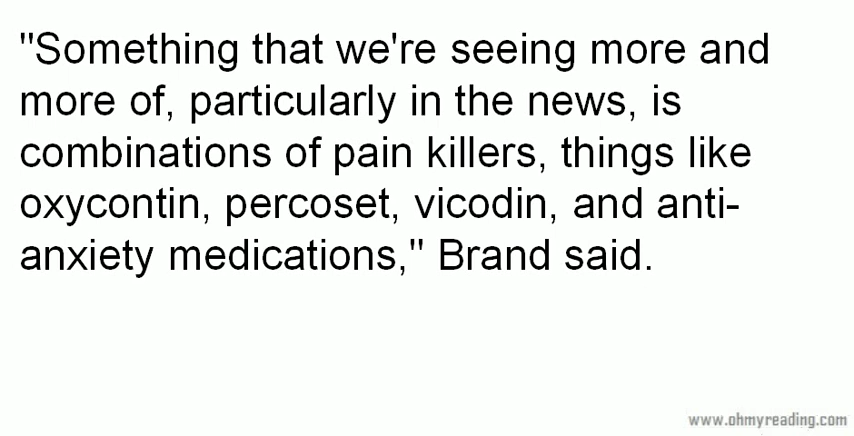 "Something that we're seeing more and
more of, particularly in the news, is
combinations of pain killers, things like
oxycontin, percoset, vicodin, and anti-
anxiety medications," Brand said.
www.ohmyreading.com